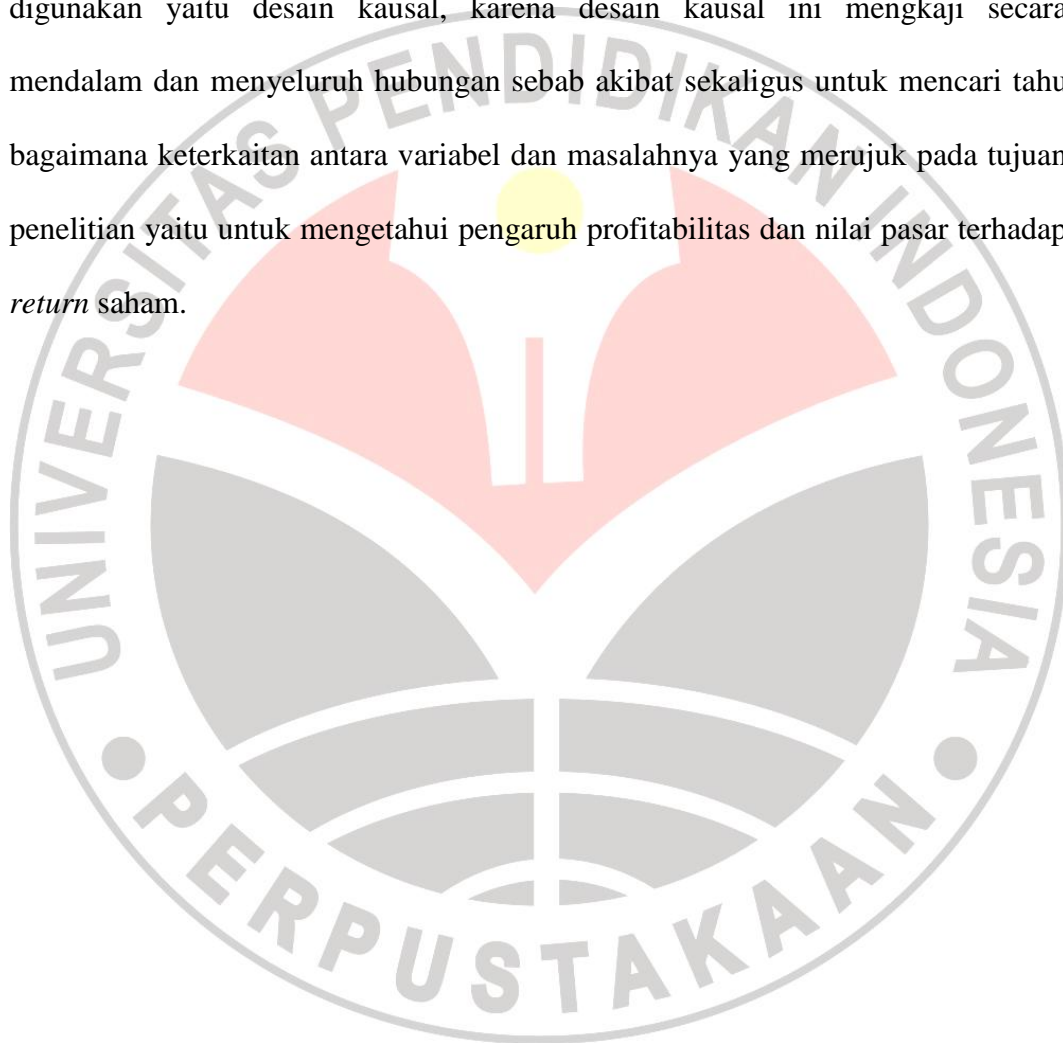 digunakan yaitu desain kausal, karena desain kausal ini mengkaji secara
mendalam dan menyeluruh hubungan sebab akibat sekaligus untuk mencari tahu
bagaimana keterkaitan antara variabel dan masalahnya yang merujuk pada tujuan
penelitian yaitu untuk mengetahui pengaruh profitabilitas dan nilai pasar terhadap
return saham.
UNIVERSITAS PENDIDIKAN INDONESIA
PERPUSTAKAAN